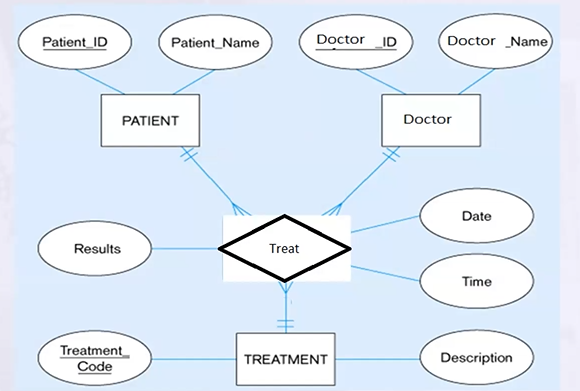 Patient_ID
Patient_Name
Doctor _ID
Doctor _Name
PATIENT
Doctor
Results
Treat
Date
Time
Treatment_
Code
TREATMENT
Description